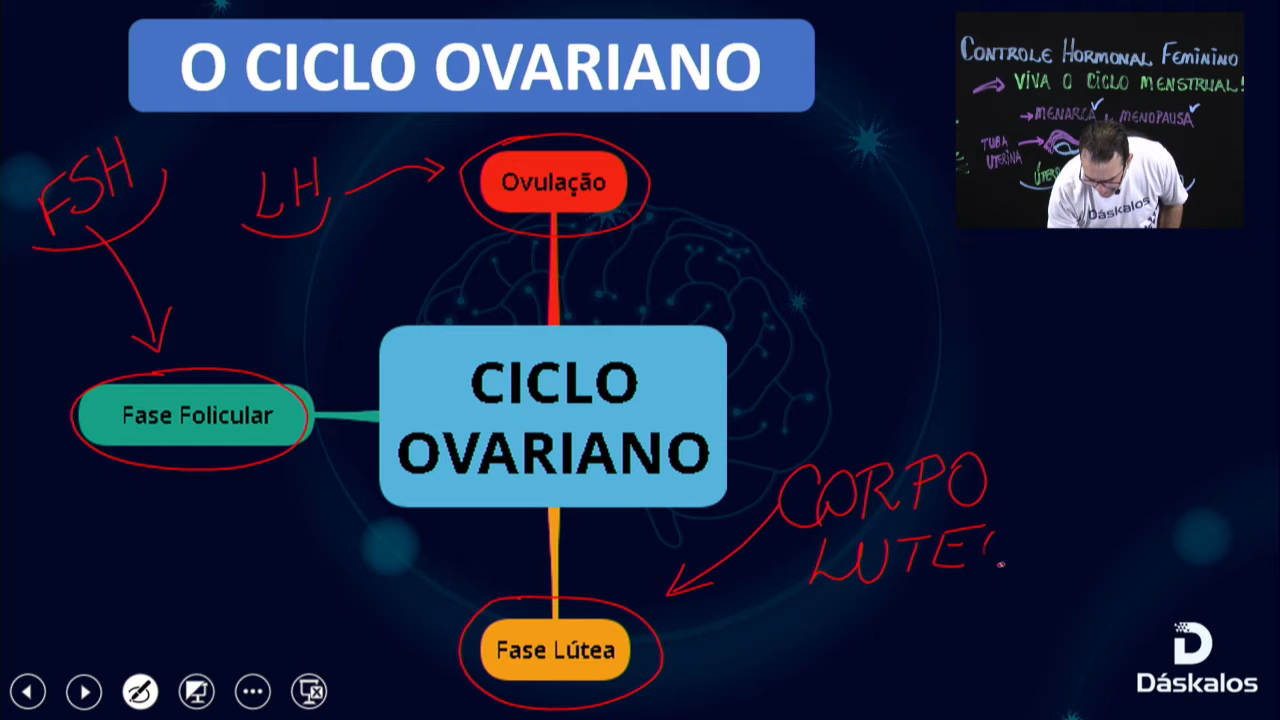 O CICLO OVARIANO
CONTROLE HORMONAL FEMININO
VIVA O CICLO MENSTRUAL!
MENARCA
MENOPAUSA
TUBA
UTERINA
Dáskalos
FSH
LH
Ovulação
Fase Folicular
CICLO
OVARIANO
CORPO
Fase Lútea
Dáskalos